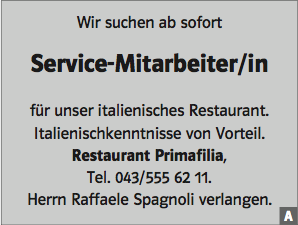 Wir suchen ab sofort
Service-Mitarbeiter/in
für unser italienisches Restaurant.
Italienischkenntnisse von Vorteil.
Restaurant Primafilia,
Tel. 043/555 62 11.
Herrn Raffaele Spagnoli verlangen.
A